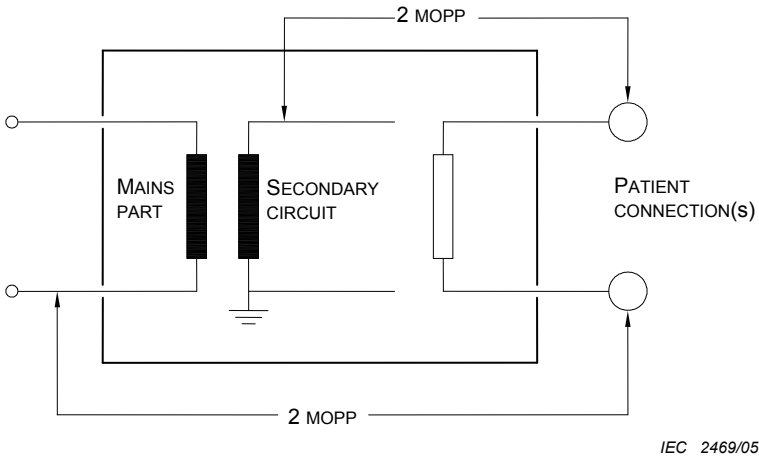 2 MOPP
MAINS
PART
SECONDARY
CIRCUIT
PATIENT
CONNECTION(s)
2 MOPP
IEC 2469/05